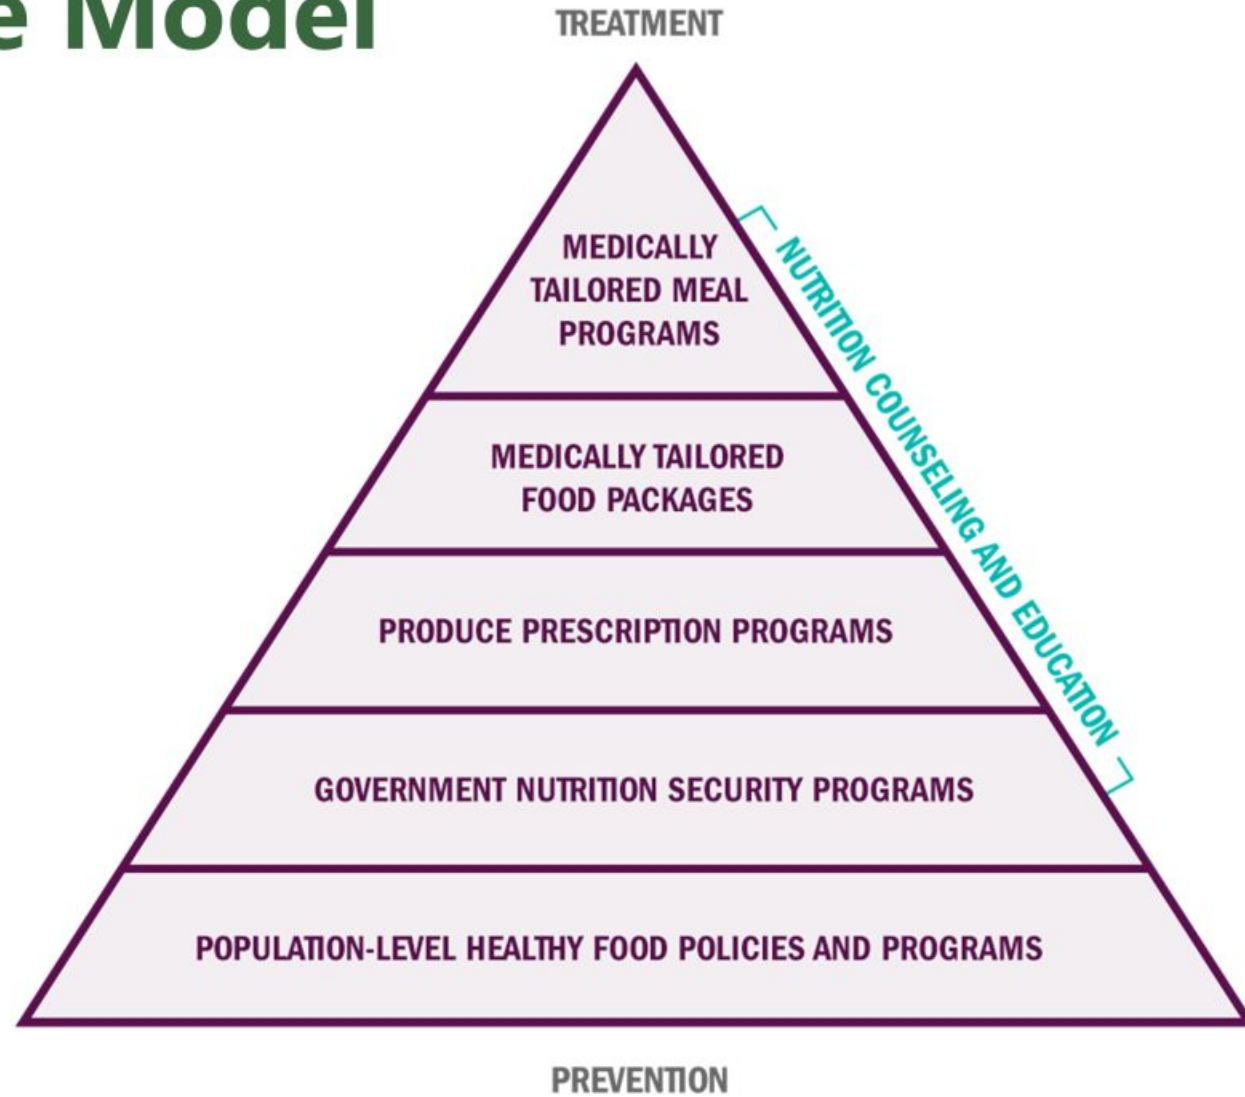 e Model
TREATMENT
MEDICALLY
TAILORED MEAL
PROGRAMS
MEDICALLY TAILORED
FOOD PACKAGES
PRODUCE PRESCRIPTION PROGRAMS
GOVERNMENT NUTRITION SECURITY PROGRAMS
POPULATION-LEVEL HEALTHY FOOD POLICIES AND PROGRAMS
NUTRITION COUNSELING AND EDUCATION
PREVENTION